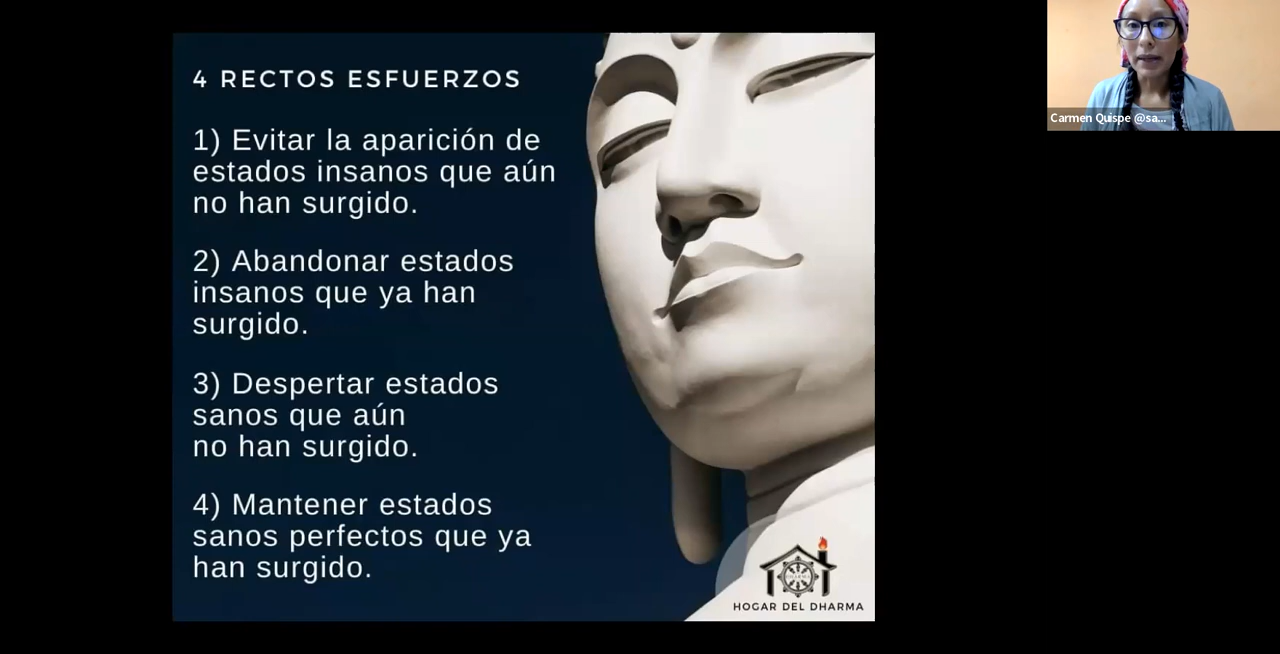 4 RECTOS ESFUERZOS
1) Evitar la aparición de
estados insanos que aún
no han surgido.
2) Abandonar estados
insanos que ya han
surgido.
3) Despertar estados
sanos que aún
no han surgido.
4) Mantener estados
sanos perfectos que ya
han surgido.
HOGAR DEL DHARMA
Carmen Quispe @sa...